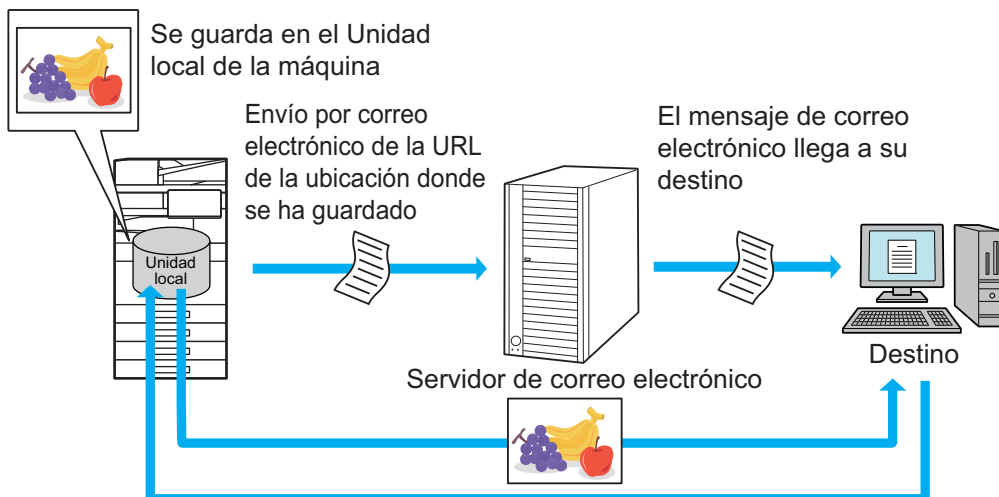 Se guarda en el Unidad
local de la máquina
Envío por correo
electrónico de la URL
de la ubicación donde
se ha guardado
El mensaje de correo
electrónico llega a su
destino
Unidad
local
Servidor de correo electrónico
Destino